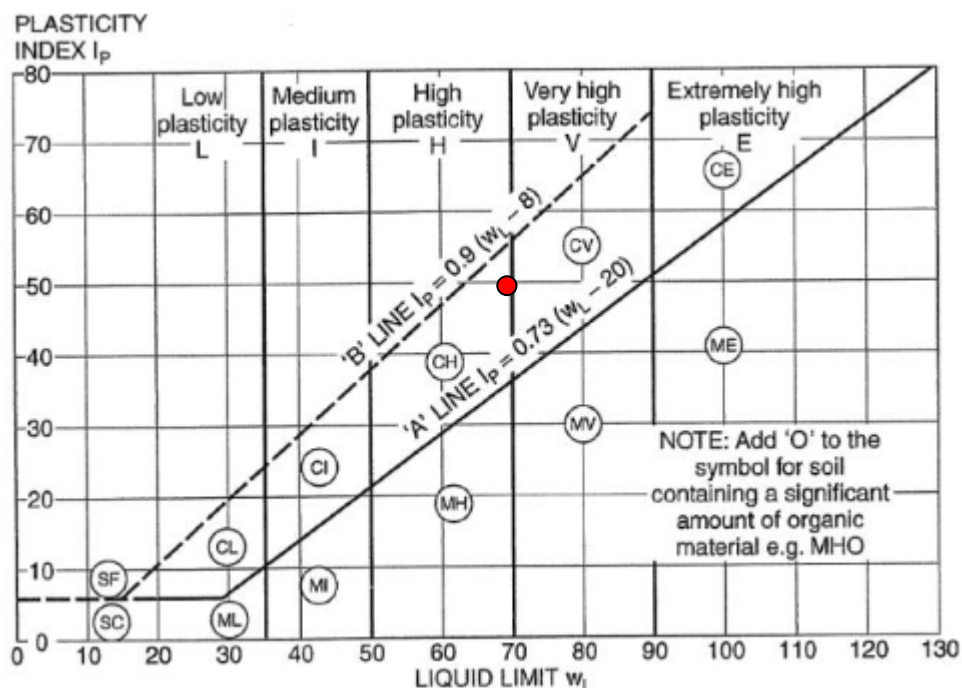 PLASTICITY
INDEX Iₚ
80
70
60
50
40
30
20
10
0
Low
plasticity
L
Medium
plasticity
I
High
plasticity
H
Very high
plasticity
V
Extremely high
plasticity
E
'B' LINE Iₚ = 0.9 (w_L – 8)
'A' LINE Iₚ = 0.73 (w_L – 20)
CE
CV
CH
ME
CI
MV
MH
CL
SF
MI
SC
ML
NOTE: Add 'O' to the
symbol for soil
containing a significant
amount of organic
material e.g. MHO
0 10 20 30 40 50 60 70 80 90 100 110 120 130
LIQUID LIMIT w_L